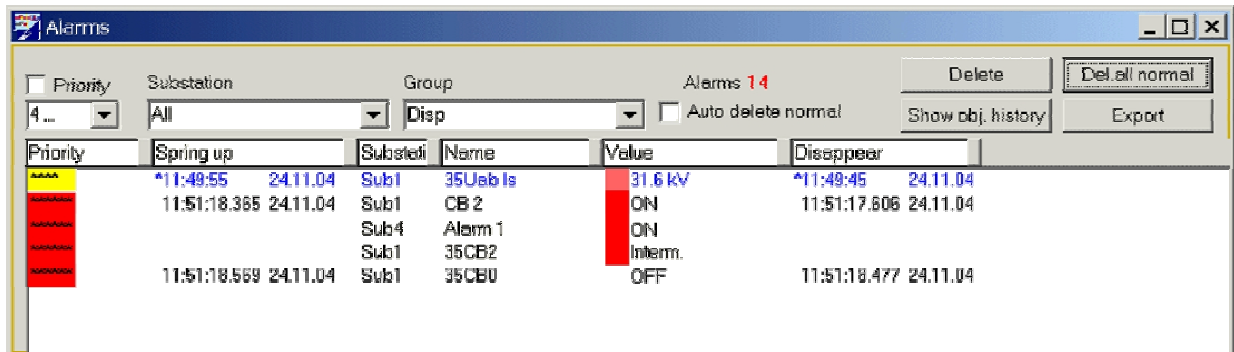 Alarms
Priority Substation Group Alarms 14 Delete Del.all normal
4... All Disp Auto delete normal Show obj. history Export
Priority Spring up Substati Name Value Disappear
^11:49:55 24.11.04 Sub1 35Uab Is 31.6 kV ^11:49:45 24.11.04
11:51:18.365 24.11.04 Sub1 CB 2 ON 11:51:17.606 24.11.04
Sub4 Alarm 1 ON
Sub1 35CB2 Interm.
11:51:18.569 24.11.04 Sub1 35CB0 OFF 11:51:18.477 24.11.04